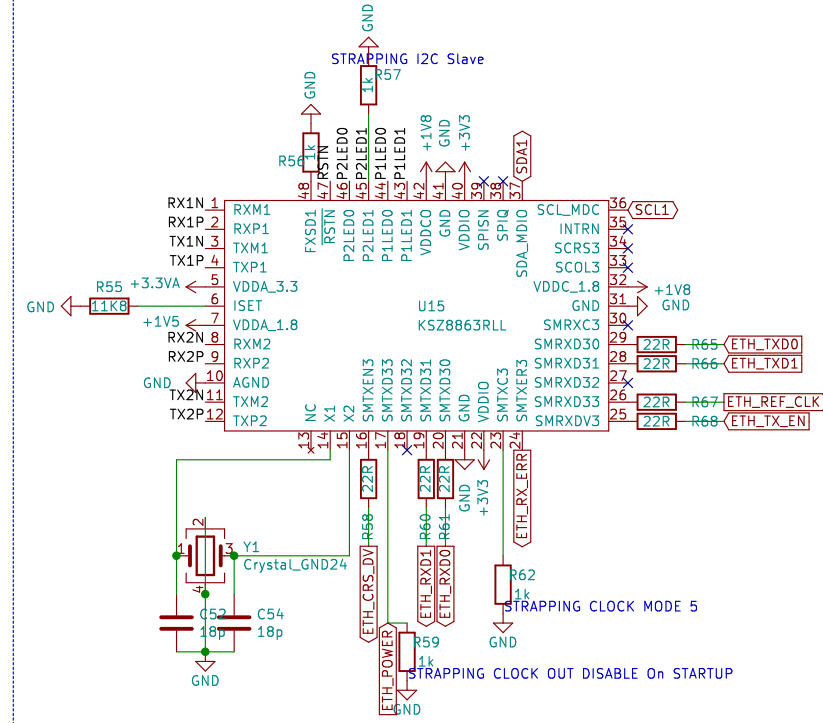 GND
STRAPPING I2C Slave
R57
1k
GND
R56
1k
RSTN
P2LED0
P2LED1
P1LED0
P1LED1
+1V8
GND
+3V3
SDA1
48
47
46
45
44
43
42
41
40
39
38
37
FXSD1
RSTN
P2LED0
P2LED1
P1LED0
P1LED1
VDDCO
GND
VDDIO
SPISN
SPIQ
SDA_MDIO
RX1N 1 RXM1
RX1P 2 RXP1
TX1N 3 TXM1
TX1P 4 TXP1
+3.3VA 5 VDDA_3.3
GND R55 11K8 6 ISET
+1V5 7 VDDA_1.8
RX2N 8 RXM2
RX2P 9 RXP2
GND 10 AGND
TX2N 11 TXM2
TX2P 12 TXP2
U15
KSZ8863RLL
SCL_MDC 36 SCL1
INTRN 35
SCRS3 34
SCOL3 33
VDDC_1.8 32 +1V8
GND 31 GND
SMRXC3 30
SMRXD30 29 22R R65 ETH_TXD0
SMRXD31 28 22R R66 ETH_TXD1
SMRXD32 27
SMRXD33 26 22R R67 ETH_REF_CLK
SMRXDV3 25 22R R68 ETH_TX_EN
NC
X1
X2
SMTXEN3
SMTXD33
SMTXD32
SMTXD31
SMTXD30
GND
VDDIO
SMTXC3
SMTXER3
13
14
15
16
17
18
19
20
21
22
23
24
22R
R58
ETH_CRS_DV
22R
R60
ETH_RXD1
22R
R61
ETH_RXD0
GND
+3V3
ETH_RX_ERR
2
1
3
4
Y1
Crystal_GND24
C52
18p
C54
18p
GND
R62
1k
STRAPPING CLOCK MODE 5
GND
ETH_POWER
R59
1k
STRAPPING CLOCK OUT DISABLE On STARTUP
GND